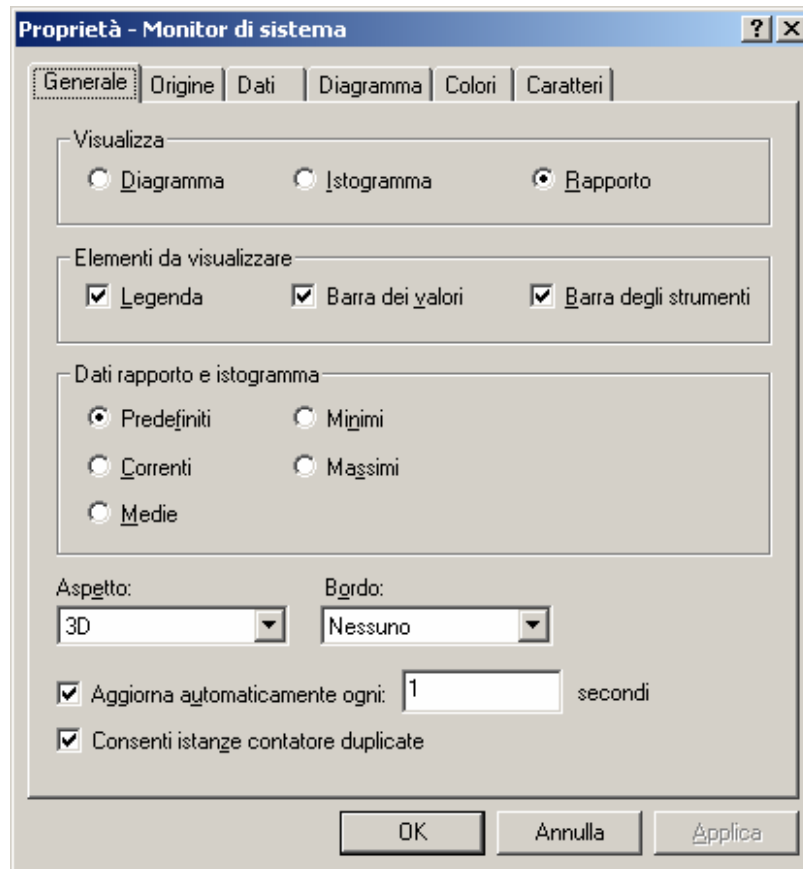 Proprietà - Monitor di sistema ? X
Generale Origine Dati Diagramma Colori Caratteri
Visualizza
Diagramma Istogramma Rapporto
Elementi da visualizzare
Legenda Barra dei valori Barra degli strumenti
Dati rapporto e istogramma
Predefiniti Minimi
Correnti Massimi
Medie
Aspetto: Bordo:
3D Nessuno
Aggiorna automaticamente ogni: 1 secondi
Consenti istanze contatore duplicate
OK Annulla Applica